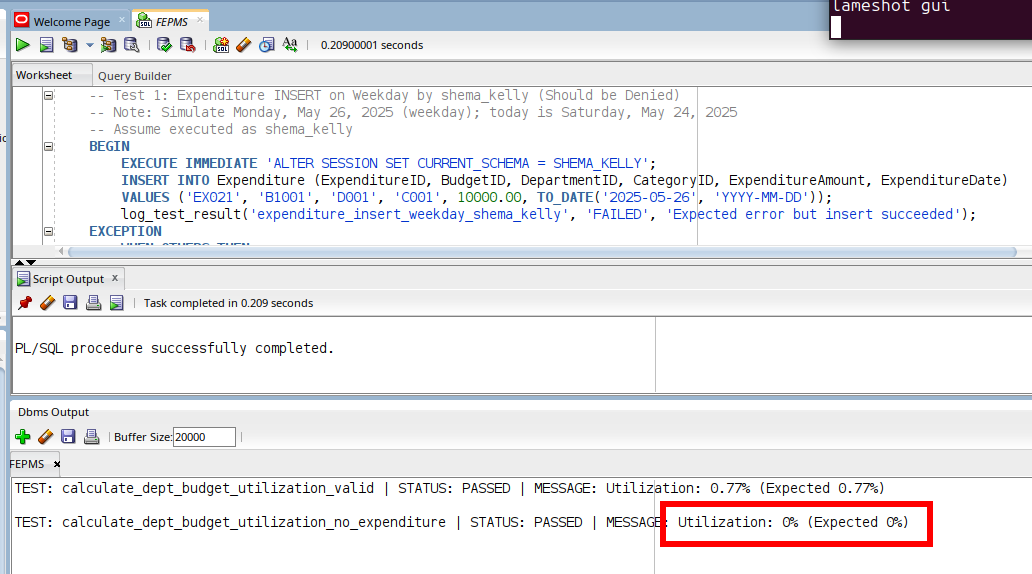 lameshot gui
Welcome Page
FEPMS
0.20900001 seconds
Worksheet
Query Builder
-- Test 1: Expenditure INSERT on Weekday by shema_kelly (Should be Denied)
-- Note: Simulate Monday, May 26, 2025 (weekday); today is Saturday, May 24, 2025
-- Assume executed as shema_kelly
BEGIN
EXECUTE IMMEDIATE 'ALTER SESSION SET CURRENT_SCHEMA = SHEMA_KELLY';
INSERT INTO Expenditure (ExpenditureID, BudgetID, DepartmentID, CategoryID, ExpenditureAmount, ExpenditureDate)
VALUES ('EX021', 'B1001', 'D001', 'C001', 10000.00, TO_DATE('2025-05-26', 'YYYY-MM-DD'));
log_test_result('expenditure_insert_weekday_shema_kelly', 'FAILED', 'Expected error but insert succeeded');
EXCEPTION
WHEN OTHERS THEN
Script Output x
Task completed in 0.209 seconds
PL/SQL procedure successfully completed.
Dbms Output
Buffer Size: 20000
FEPMS
TEST: calculate_dept_budget_utilization_valid | STATUS: PASSED | MESSAGE: Utilization: 0.77% (Expected 0.77%)
TEST: calculate_dept_budget_utilization_no_expenditure | STATUS: PASSED | MESSAGE: Utilization: 0% (Expected 0%)